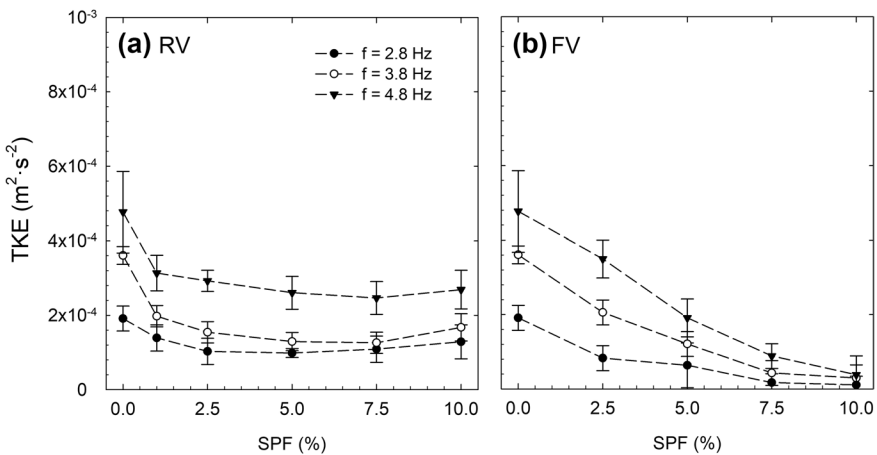 (a) RV
f = 2.8 Hz
f = 3.8 Hz
f = 4.8 Hz
(b) FV
TKE (m²·s⁻²)
10⁻³
8x10⁻⁴
6x10⁻⁴
4x10⁻⁴
2x10⁻⁴
0
0.0 2.5 5.0 7.5 10.0
0.0 2.5 5.0 7.5 10.0
SPF (%)
SPF (%)